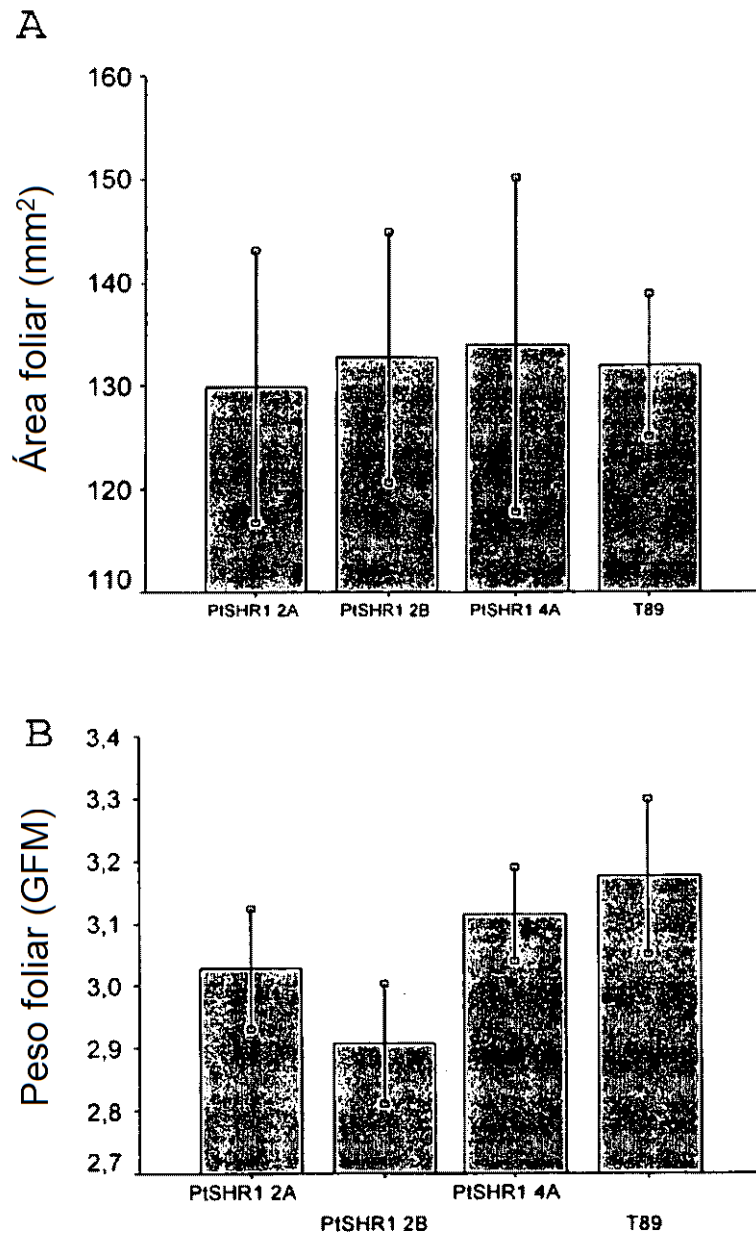 A
Área foliar (mm²)
160
150
140
130
120
110
PtSHR1 2A PtSHR1 2B PtSHR1 4A T89
B
Peso foliar (GFM)
3,4
3,3
3,2
3,1
3,0
2,9
2,8
2,7
PtSHR1 2A PtSHR1 4A
PtSHR1 2B T89